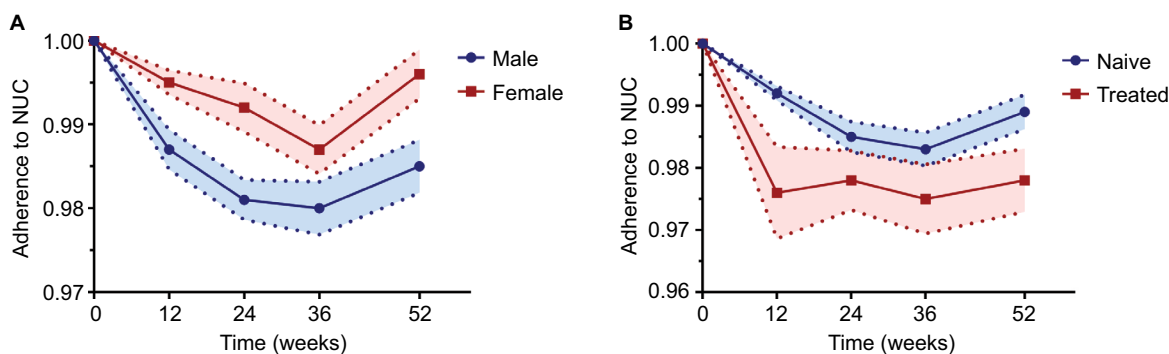 A
Adherence to NUC
1.00
0.99
0.98
0.97
0 12 24 36 52
Time (weeks)
Male
Female
B
Adherence to NUC
1.00
0.99
0.98
0.97
0.96
0 12 24 36 52
Time (weeks)
Naive
Treated